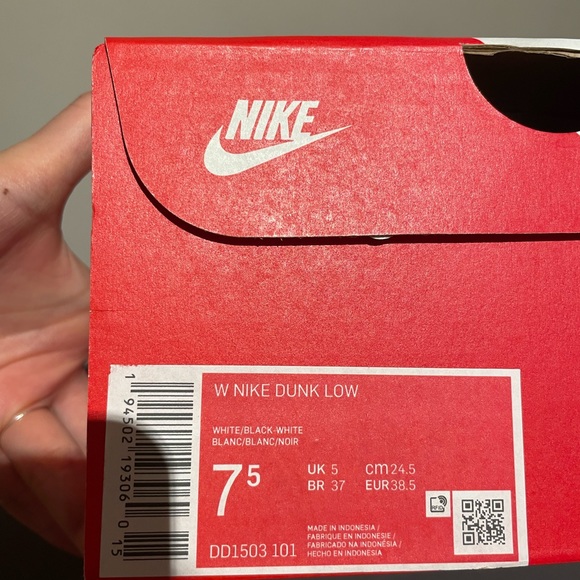 NIKE
W NIKE DUNK LOW
WHITE/BLACK-WHITE
BLANC/BLANC/NOIR
7⁵
UK 5 CM 24.5
BR 37 EUR 38.5
DD1503 101
MADE IN INDONESIA/
FABRIQUE EN INDONESIE/
FABRICADO NA INDONÉSIA/
HECHO EN INDONESIA
RFID
1 94502 19306 0 15